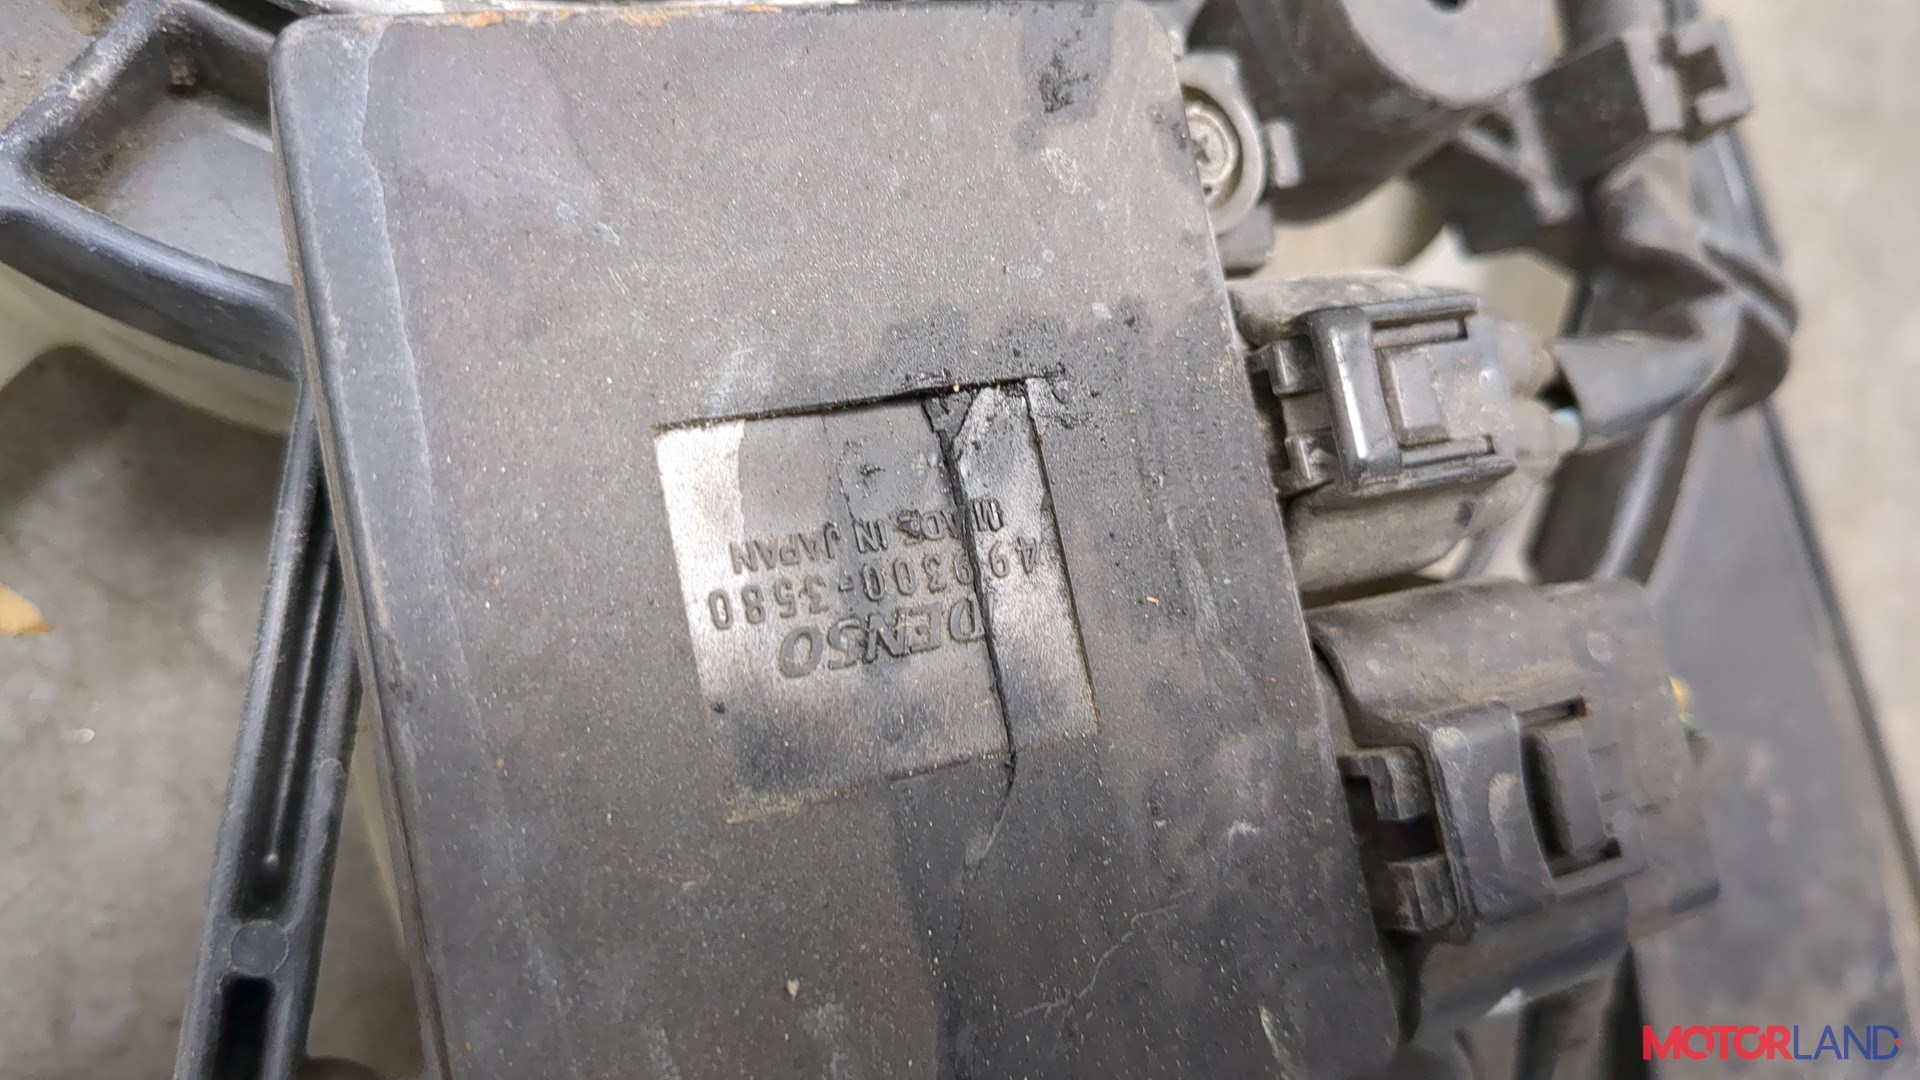 DENSO
499300-3580
MADE IN JAPAN
MOTORLAND